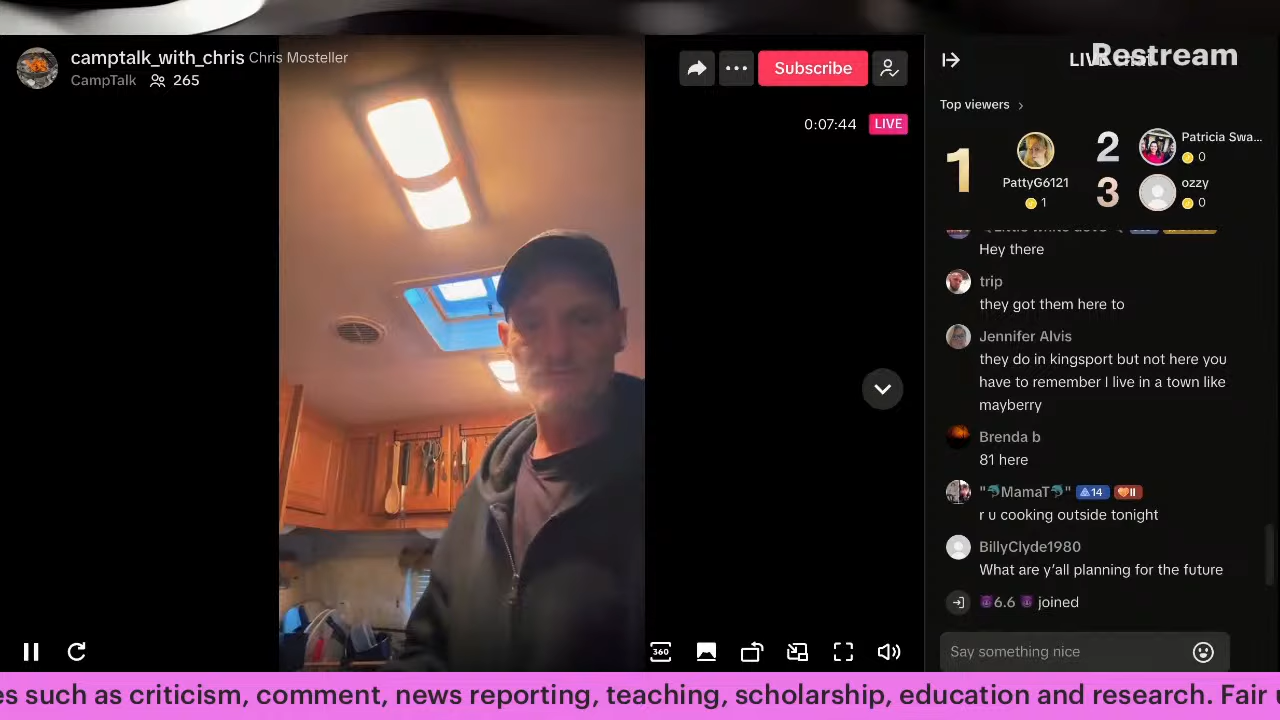 camptalk_with_chris Chris Mosteller
CampTalk 265
Subscribe
0:07:44 LIVE
Restream
Top viewers
1
PattyG6121
1
2
Patricia Swa...
0
3
ozzy
0
Hey there
trip
they got them here to
Jennifer Alvis
they do in kingsport but not here you
have to remember I live in a town like
mayberry
Brenda b
81 here
"🐬MamaT🐬" 14 II
r u cooking outside tonight
BillyClyde1980
What are y'all planning for the future
😈6.6 😈 joined
360
Say something nice
es such as criticism, comment, news reporting, teaching, scholarship, education and research. Fair u